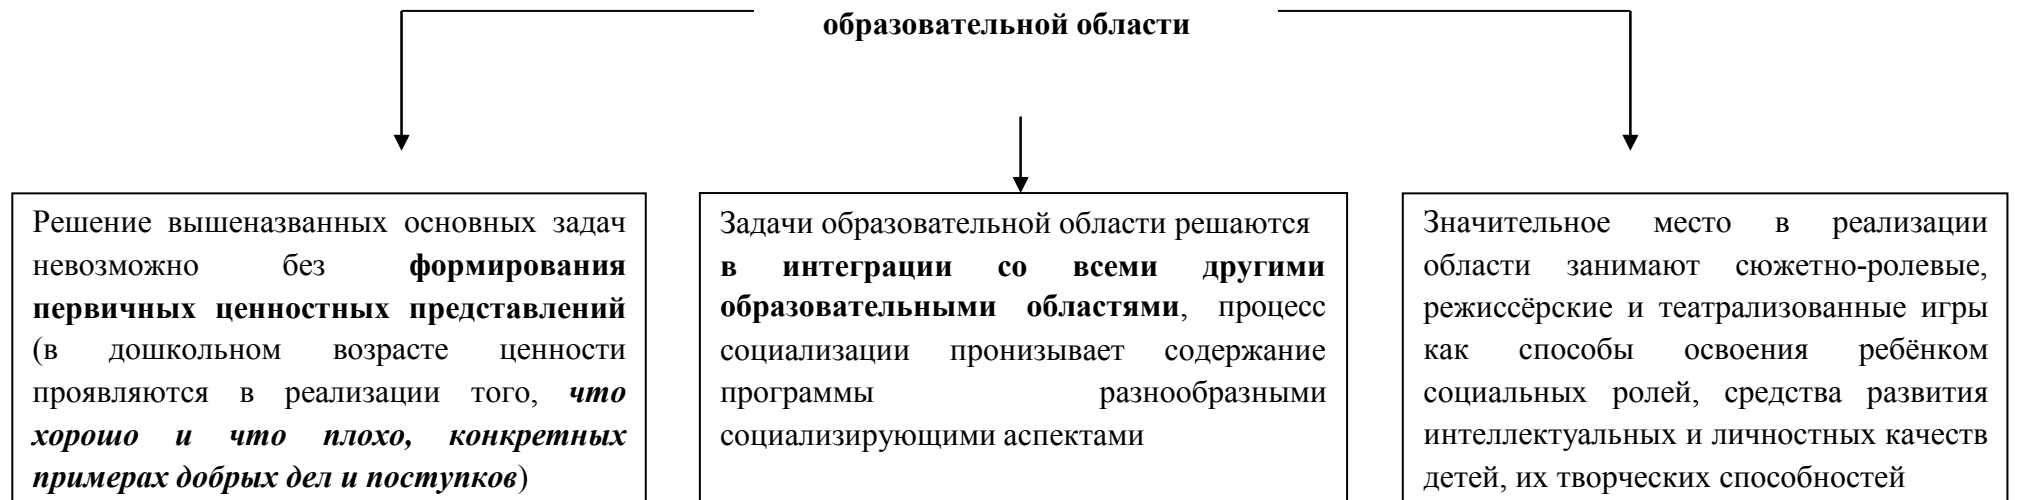 образовательной области
Решение вышеназванных основных задач
невозможно без формирования
первичных ценностных представлений
(в дошкольном возрасте ценности
проявляются в реализации того, что
хорошо и что плохо, конкретных
примерах добрых дел и поступков)
Задачи образовательной области решаются
в интеграции со всеми другими
образовательными областями, процесс
социализации пронизывает содержание
программы разнообразными
социализирующими аспектами
Значительное место в реализации
области занимают сюжетно-ролевые,
режиссёрские и театрализованные игры
как способы освоения ребёнком
социальных ролей, средства развития
интеллектуальных и личностных качеств
детей, их творческих способностей